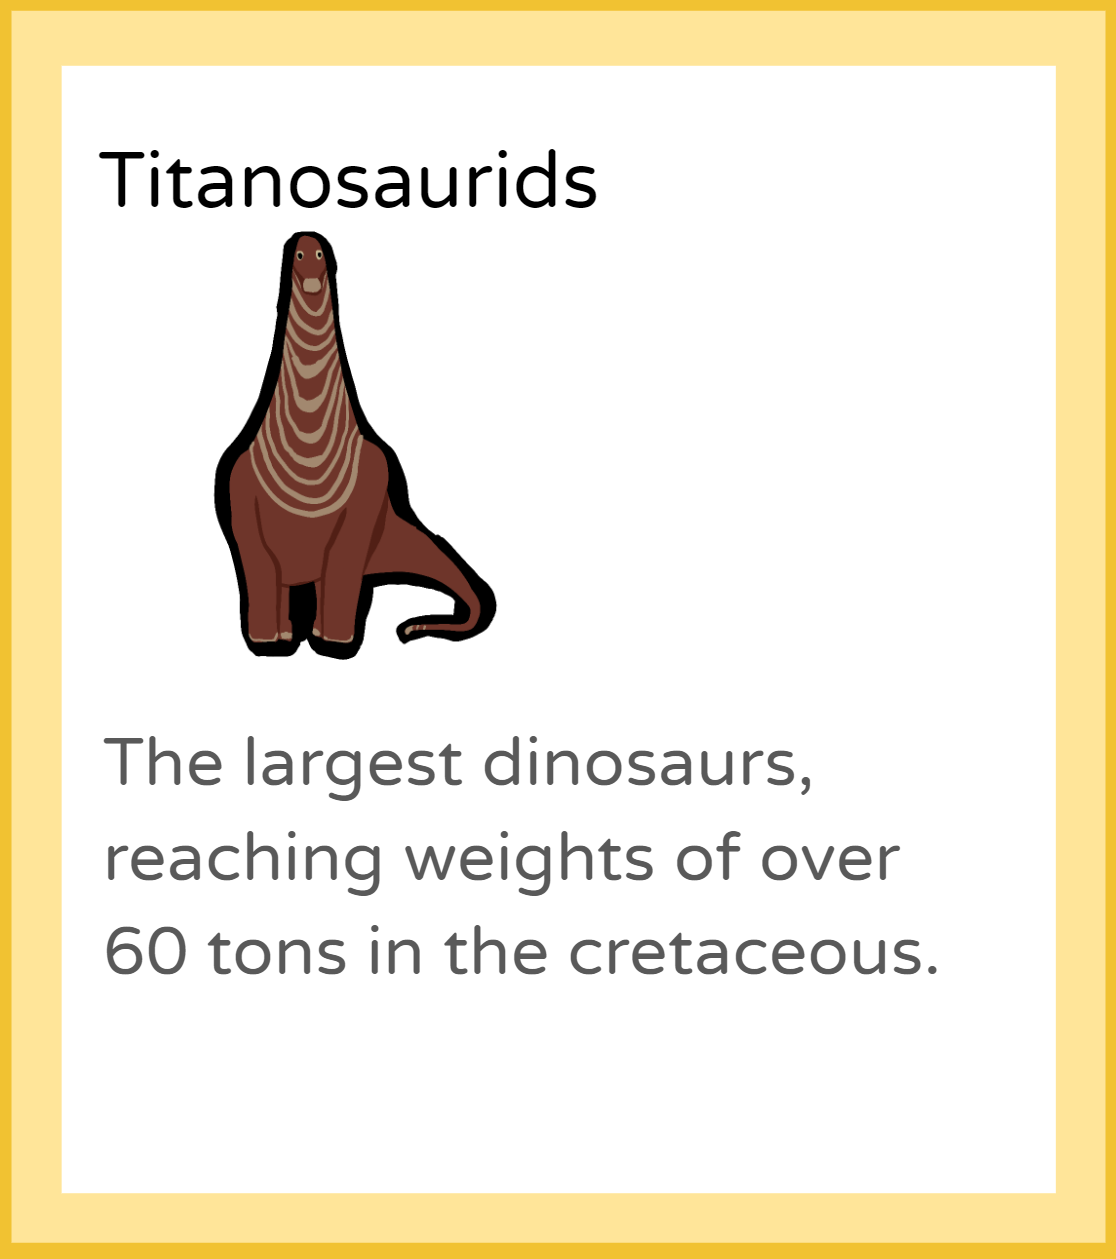 Titanosaurids
The largest dinosaurs,
reaching weights of over
60 tons in the cretaceous.